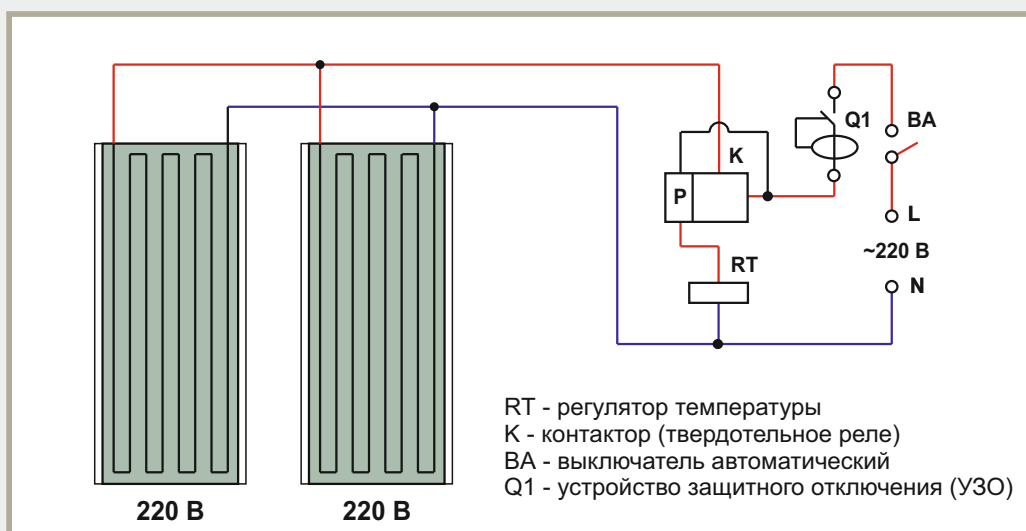 Q1
BA
K
P
L
~220 В
RT
N
RT - регулятор температуры
K - контактор (твердотельное реле)
BA - выключатель автоматический
Q1 - устройство защитного отключения (УЗО)
220 В
220 В